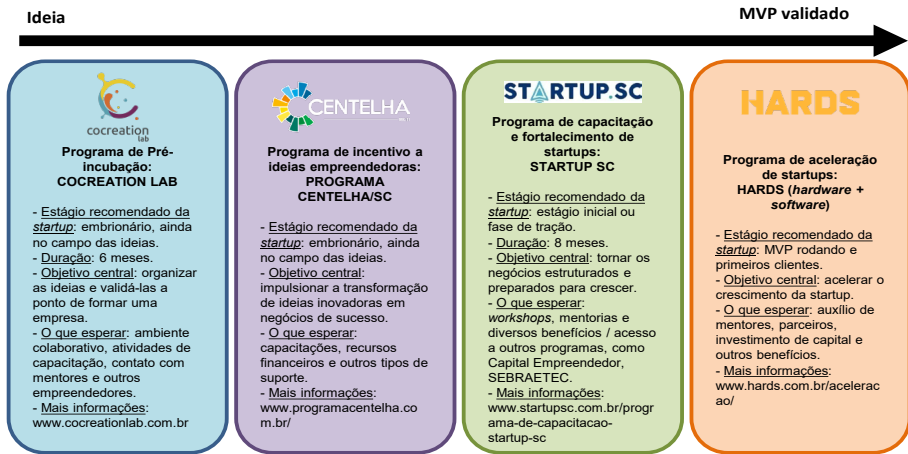 Ideia
MVP validado
cocreation
lab
Programa de Pré-
incubação:
COCREATION LAB
- Estágio recomendado da
startup: embrionário, ainda
no campo das ideias.
- Duração: 6 meses.
- Objetivo central: organizar
as ideias e validá-las a
ponto de formar uma
empresa.
- O que esperar: ambiente
colaborativo, atividades de
capacitação, contato com
mentores e outros
empreendedores.
- Mais informações:
www.cocreationlab.com.br
CENTELHA
Programa de incentivo a
ideias empreendedoras:
PROGRAMA
CENTELHA/SC
- Estágio recomendado da
startup: embrionário, ainda
no campo das ideias.
- Objetivo central:
impulsionar a transformação
de ideias inovadoras em
negócios de sucesso.
- O que esperar:
capacitações, recursos
financeiros e outros tipos de
suporte.
- Mais informações:
www.programacentelha.co
m.br/
STARTUP.SC
Programa de capacitação
e fortalecimento de
startups:
STARTUP SC
- Estágio recomendado da
startup: estágio inicial ou
fase de tração.
- Duração: 8 meses.
- Objetivo central: tornar os
negócios estruturados e
preparados para crescer.
- O que esperar:
workshops, mentorias e
diversos benefícios / acesso
a outros programas, como
Capital Empreendedor,
SEBRAETEC.
- Mais informações:
www.startupsc.com.br/progr
ama-de-capacitacao-
startup-sc
HARDS
Programa de aceleração
de startups:
HARDS (hardware +
software)
- Estágio recomendado da
startup: MVP rodando e
primeiros clientes.
- Objetivo central: acelerar o
crescimento da startup.
- O que esperar: auxílio de
mentores, parceiros,
investimento de capital e
outros benefícios.
- Mais informações:
www.hards.com.br/acelerac
ao/